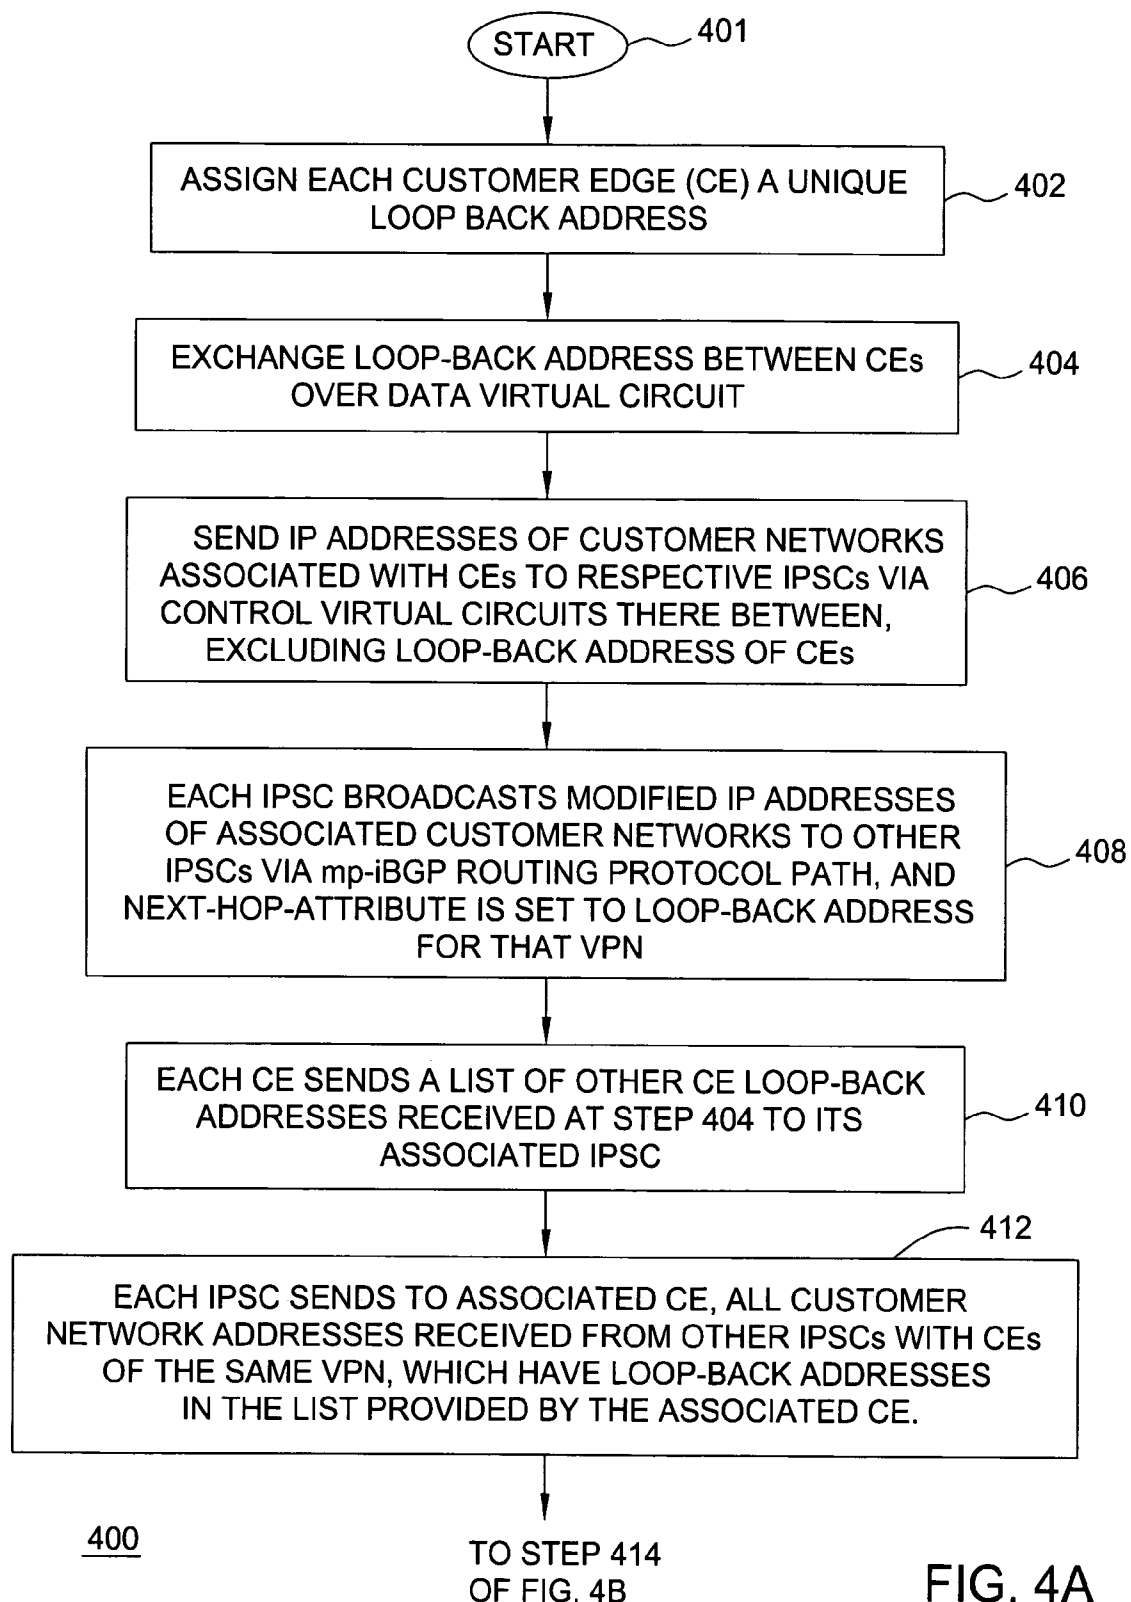 START
401
ASSIGN EACH CUSTOMER EDGE (CE) A UNIQUE
LOOP BACK ADDRESS
402
EXCHANGE LOOP-BACK ADDRESS BETWEEN CEs
OVER DATA VIRTUAL CIRCUIT
404
SEND IP ADDRESSES OF CUSTOMER NETWORKS
ASSOCIATED WITH CEs TO RESPECTIVE IPSCs VIA
CONTROL VIRTUAL CIRCUITS THERE BETWEEN,
EXCLUDING LOOP-BACK ADDRESS OF CEs
406
EACH IPSC BROADCASTS MODIFIED IP ADDRESSES
OF ASSOCIATED CUSTOMER NETWORKS TO OTHER
IPSCs VIA mp-iBGP ROUTING PROTOCOL PATH, AND
NEXT-HOP-ATTRIBUTE IS SET TO LOOP-BACK ADDRESS
FOR THAT VPN
408
EACH CE SENDS A LIST OF OTHER CE LOOP-BACK
ADDRESSES RECEIVED AT STEP 404 TO ITS
ASSOCIATED IPSC
410
412
EACH IPSC SENDS TO ASSOCIATED CE, ALL CUSTOMER
NETWORK ADDRESSES RECEIVED FROM OTHER IPSCs WITH CEs
OF THE SAME VPN, WHICH HAVE LOOP-BACK ADDRESSES
IN THE LIST PROVIDED BY THE ASSOCIATED CE.
400
TO STEP 414
OF FIG. 4B
FIG. 4A